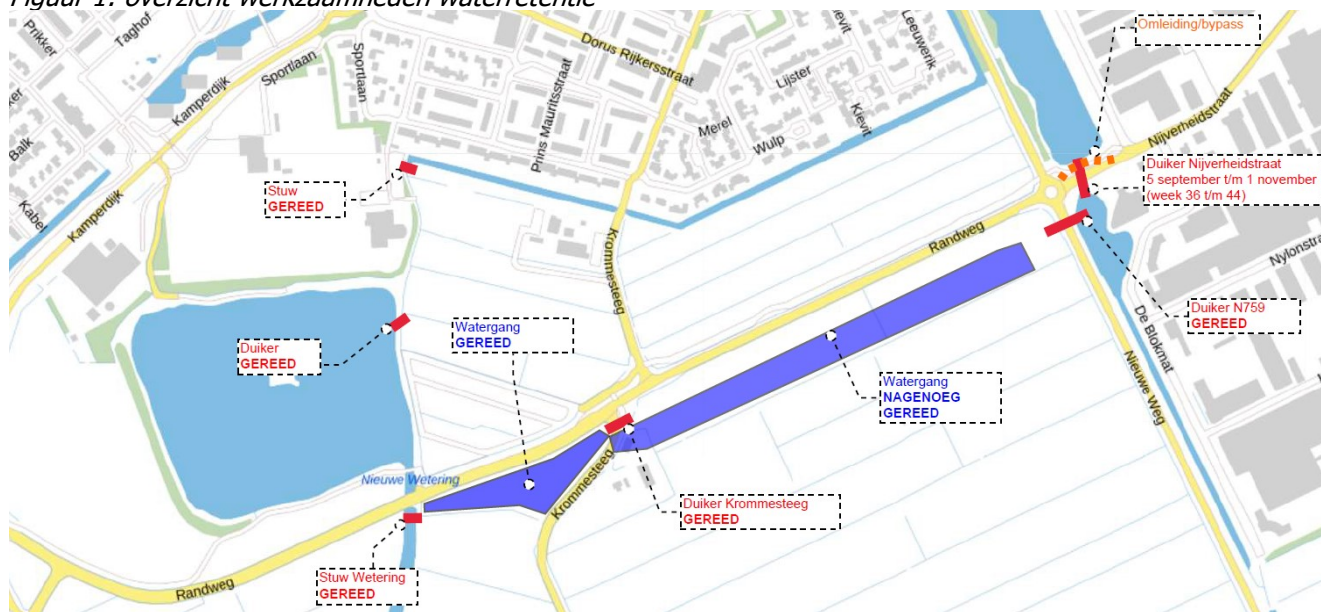 Figuur 1: overzicht werkzaamheden waterretentie
Prikker
Taghof
Kamperdijk
Sportlaan
Sportlaan
Dorus Rijkersstraat
Prins Mauritsstraat
Kievit
Leeuwerik
Lijster
Merel
Wulp
Kievit
Omleiding/bypass
Nijverheidstraat
Duiker Nijverheidstraat
5 september t/m 1 november
(week 36 t/m 44)
Balk
Kabel
Kamperdijk
Stuw
GEREED
Krommesteeg
Randweg
Nylonstra
De Blokmat
Duiker N759
GEREED
Duiker
GEREED
Watergang
GEREED
Watergang
NAGENOEG
GEREED
Nieuwe Weg
Nieuwe Wetering
Krommesteeg
Duiker Krommesteeg
GEREED
Randweg
Stuw Wetering
GEREED